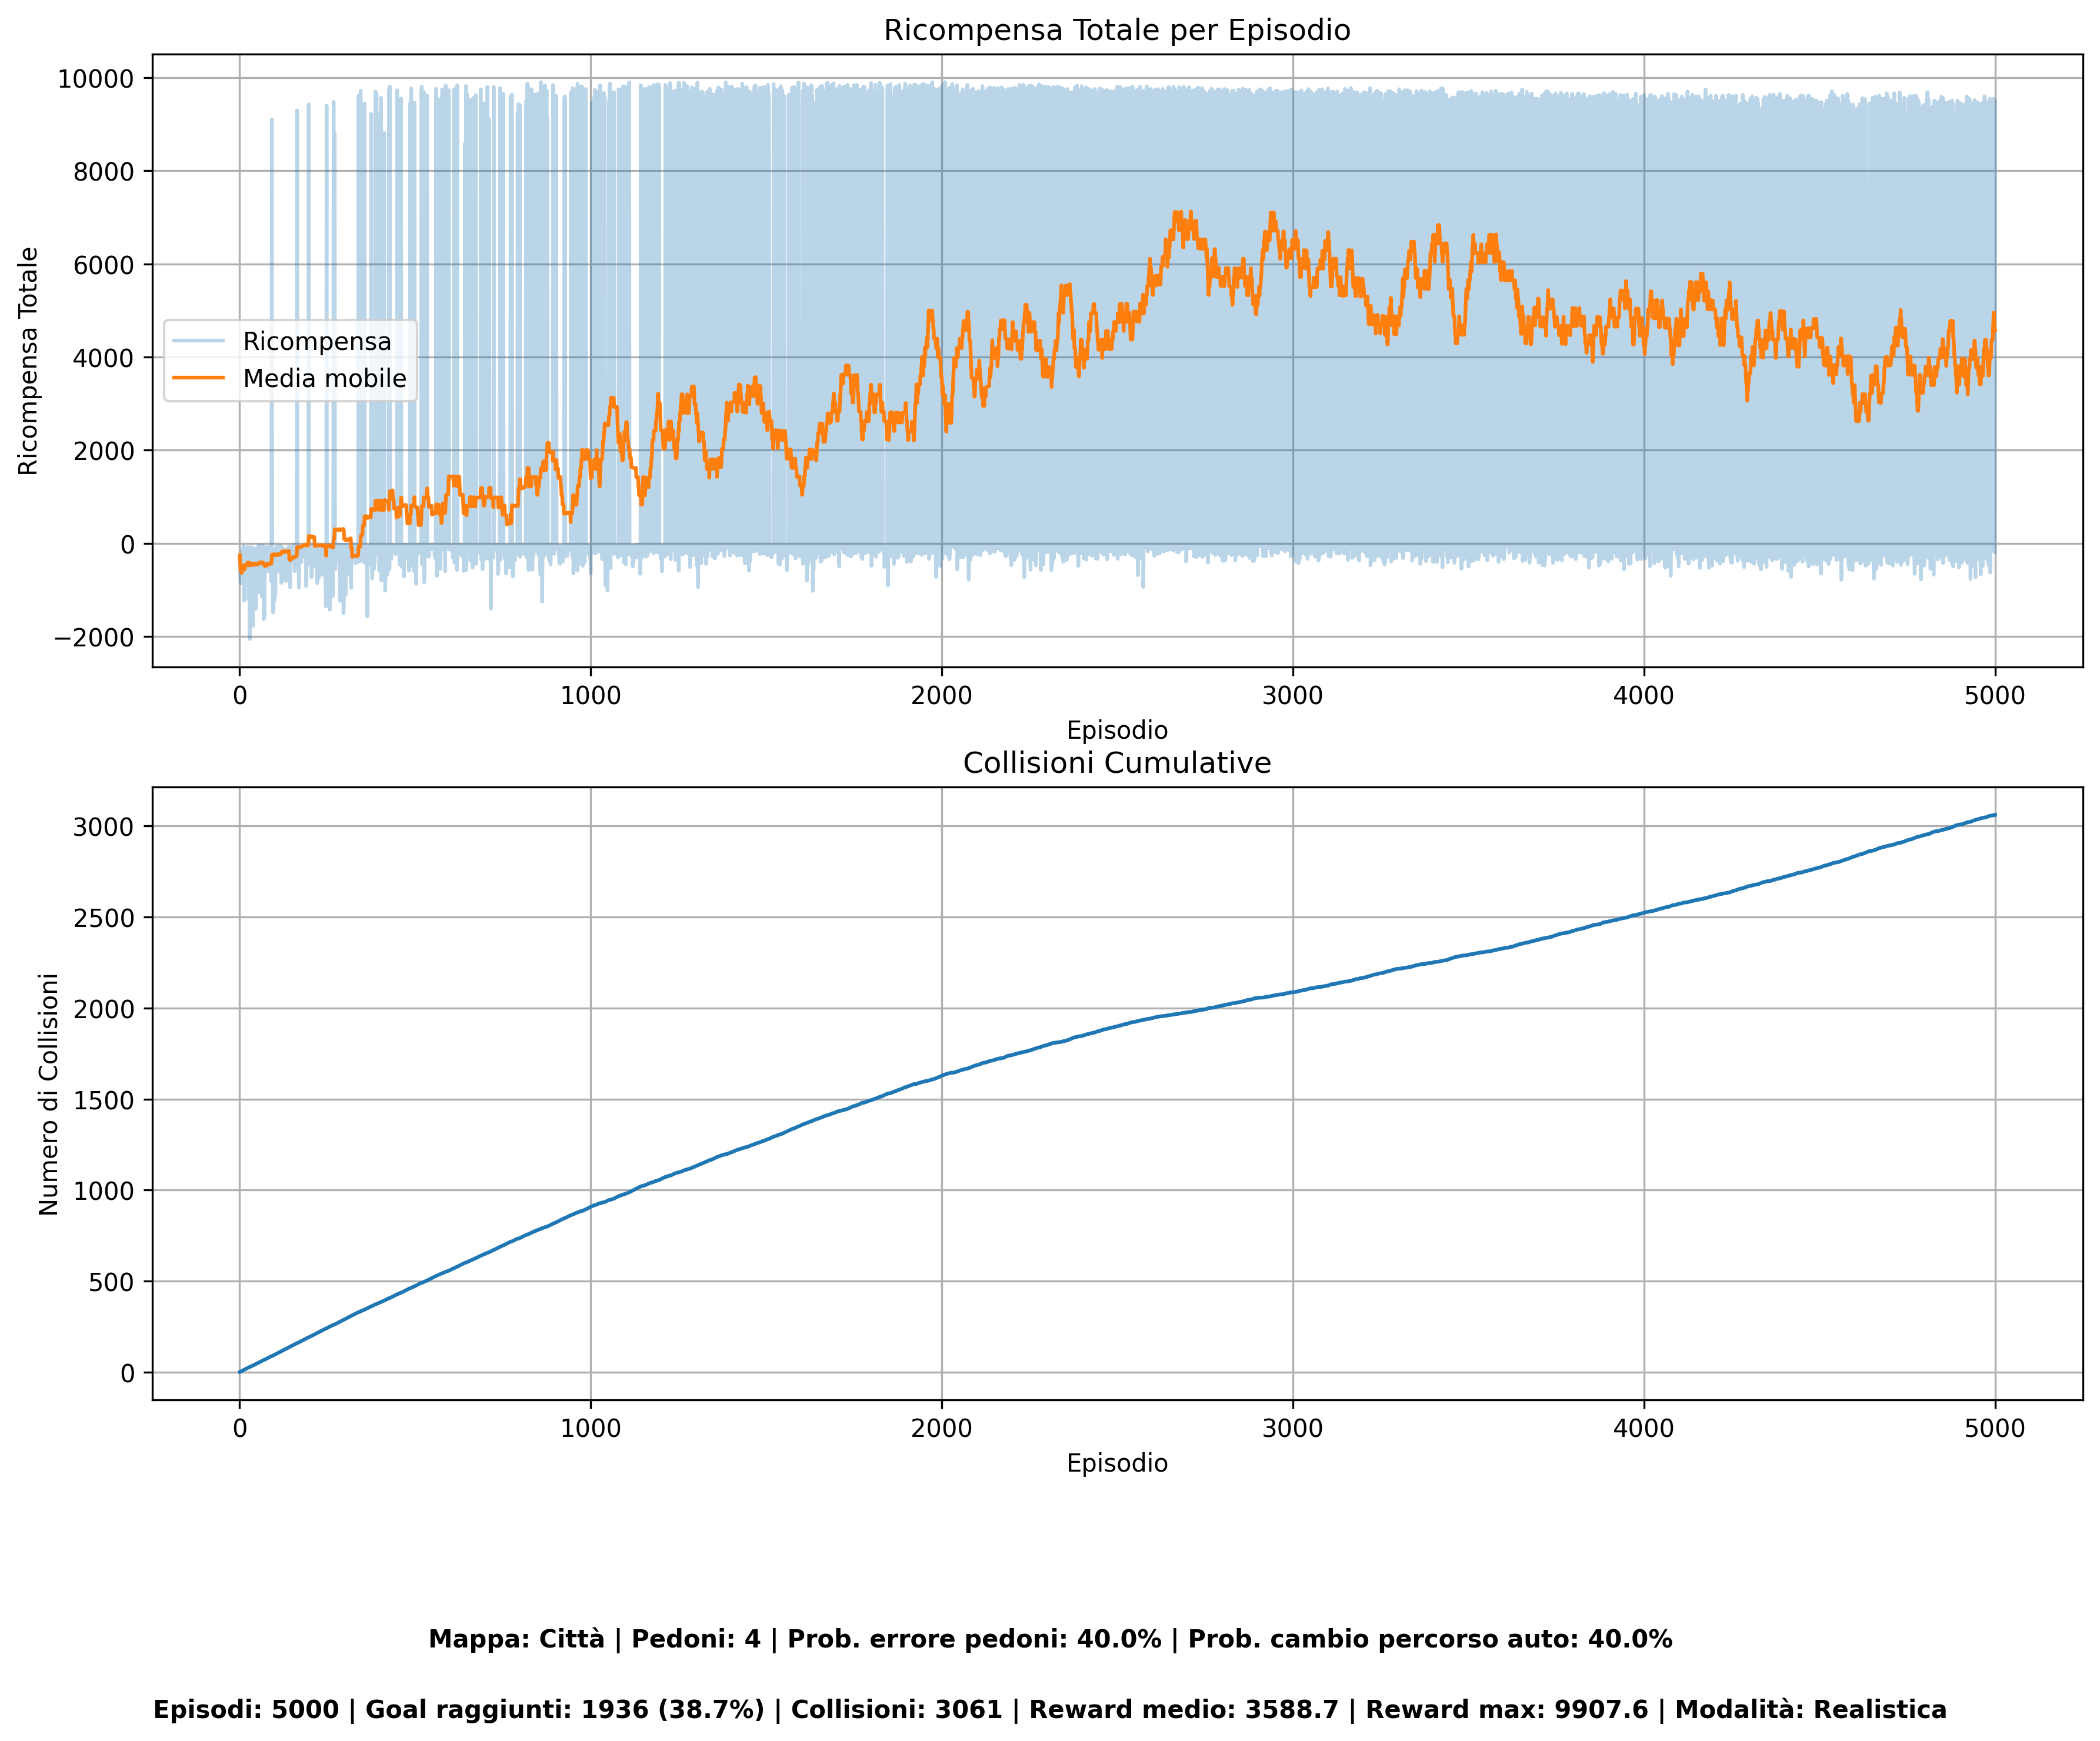 Ricompensa Totale per Episodio
10000
8000
6000
4000
2000
0
−2000
Ricompensa Totale
Ricompensa
Media mobile
0 1000 2000 3000 4000 5000
Episodio
Collisioni Cumulative
3000
2500
2000
1500
1000
500
0
Numero di Collisioni
0 1000 2000 3000 4000 5000
Episodio
Mappa: Città | Pedoni: 4 | Prob. errore pedoni: 40.0% | Prob. cambio percorso auto: 40.0%
Episodi: 5000 | Goal raggiunti: 1936 (38.7%) | Collisioni: 3061 | Reward medio: 3588.7 | Reward max: 9907.6 | Modalità: Realistica